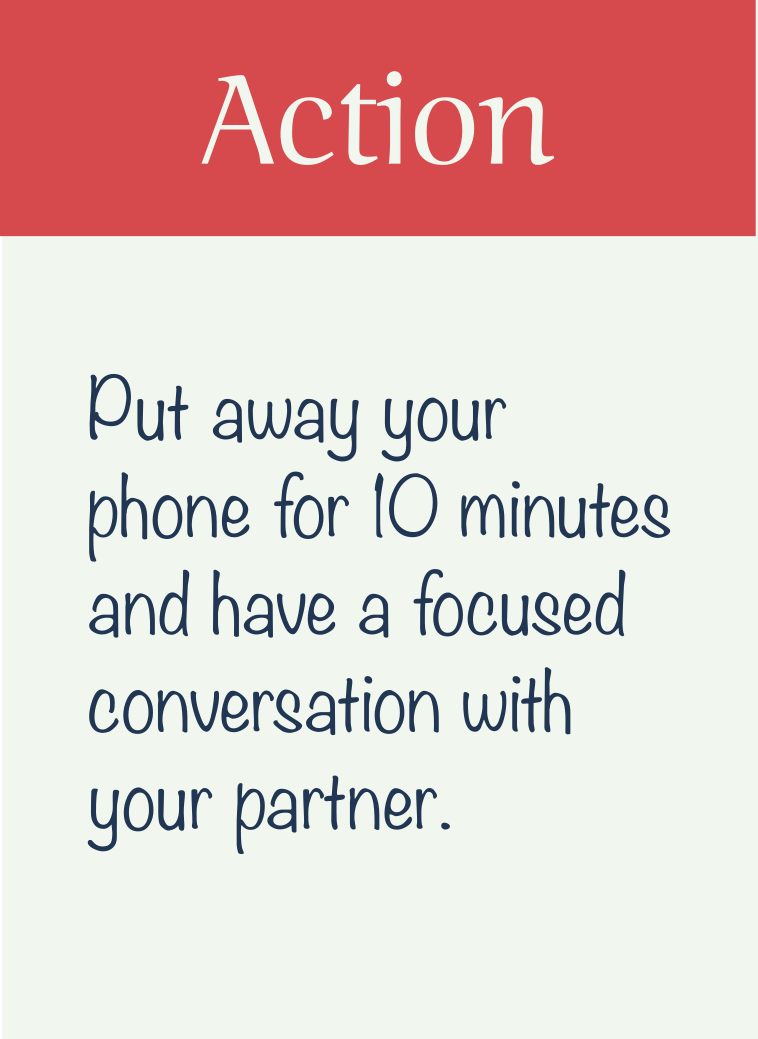 Action
Put away your
phone for 10 minutes
and have a focused
conversation with
your partner.